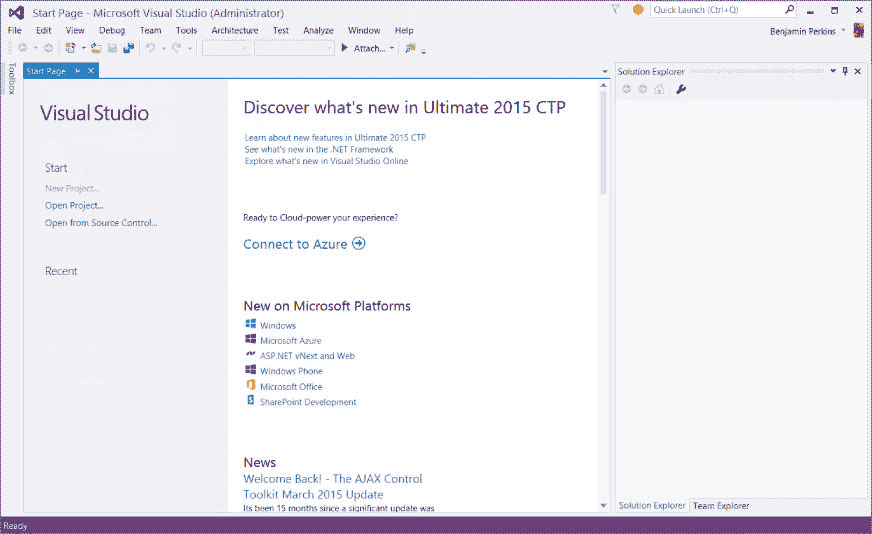 Start Page - Microsoft Visual Studio (Administrator)
Quick Launch (Ctrl+Q)
File Edit View Debug Team Tools Architecture Test Analyze Window Help
Benjamin Perkins
Attach...
Toolbox
Start Page
Visual Studio
Start
New Project...
Open Project...
Open from Source Control...
Recent
Discover what's new in Ultimate 2015 CTP
Learn about new features in Ultimate 2015 CTP
See what's new in the .NET Framework
Explore what's new in Visual Studio Online
Ready to Cloud-power your experience?
Connect to Azure
New on Microsoft Platforms
Windows
Microsoft Azure
ASP.NET vNext and Web
Windows Phone
Microsoft Office
SharePoint Development
News
Welcome Back! - The AJAX Control
Toolkit March 2015 Update
Its been 15 months since a significant update was
Solution Explorer
Solution Explorer Team Explorer
Ready